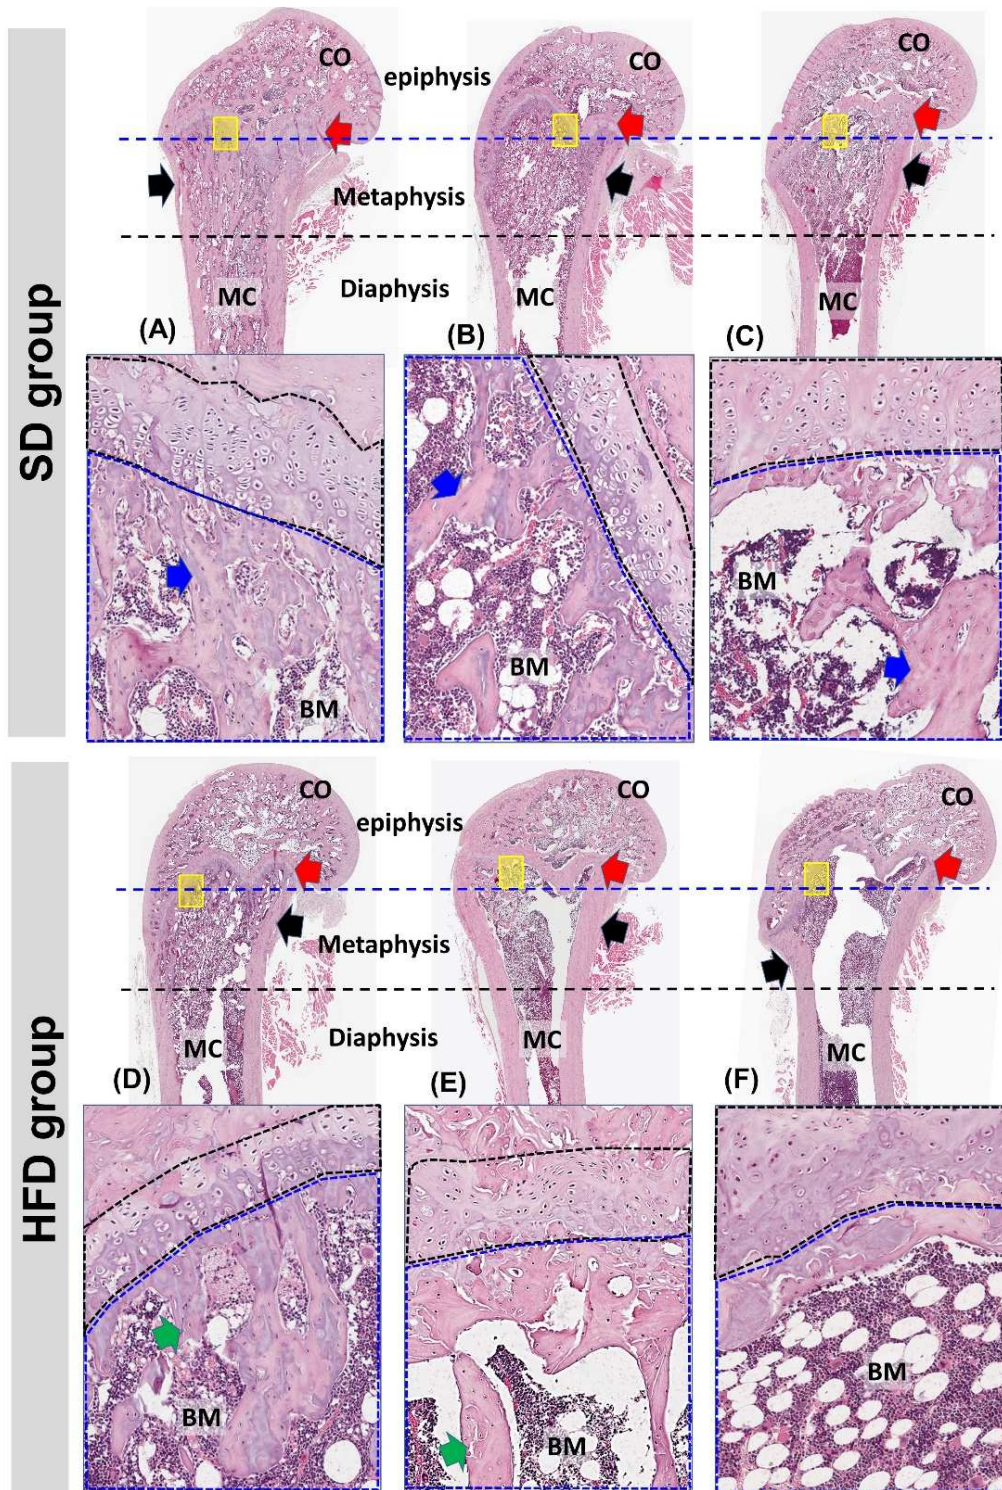 SD group
CO
epiphysis
CO
CO
Metaphysis
Diaphysis
MC
MC
MC
(A)
(B)
(C)
BM
BM
BM
HFD group
CO
epiphysis
CO
CO
Metaphysis
Diaphysis
MC
MC
MC
(D)
(E)
(F)
BM
BM
BM